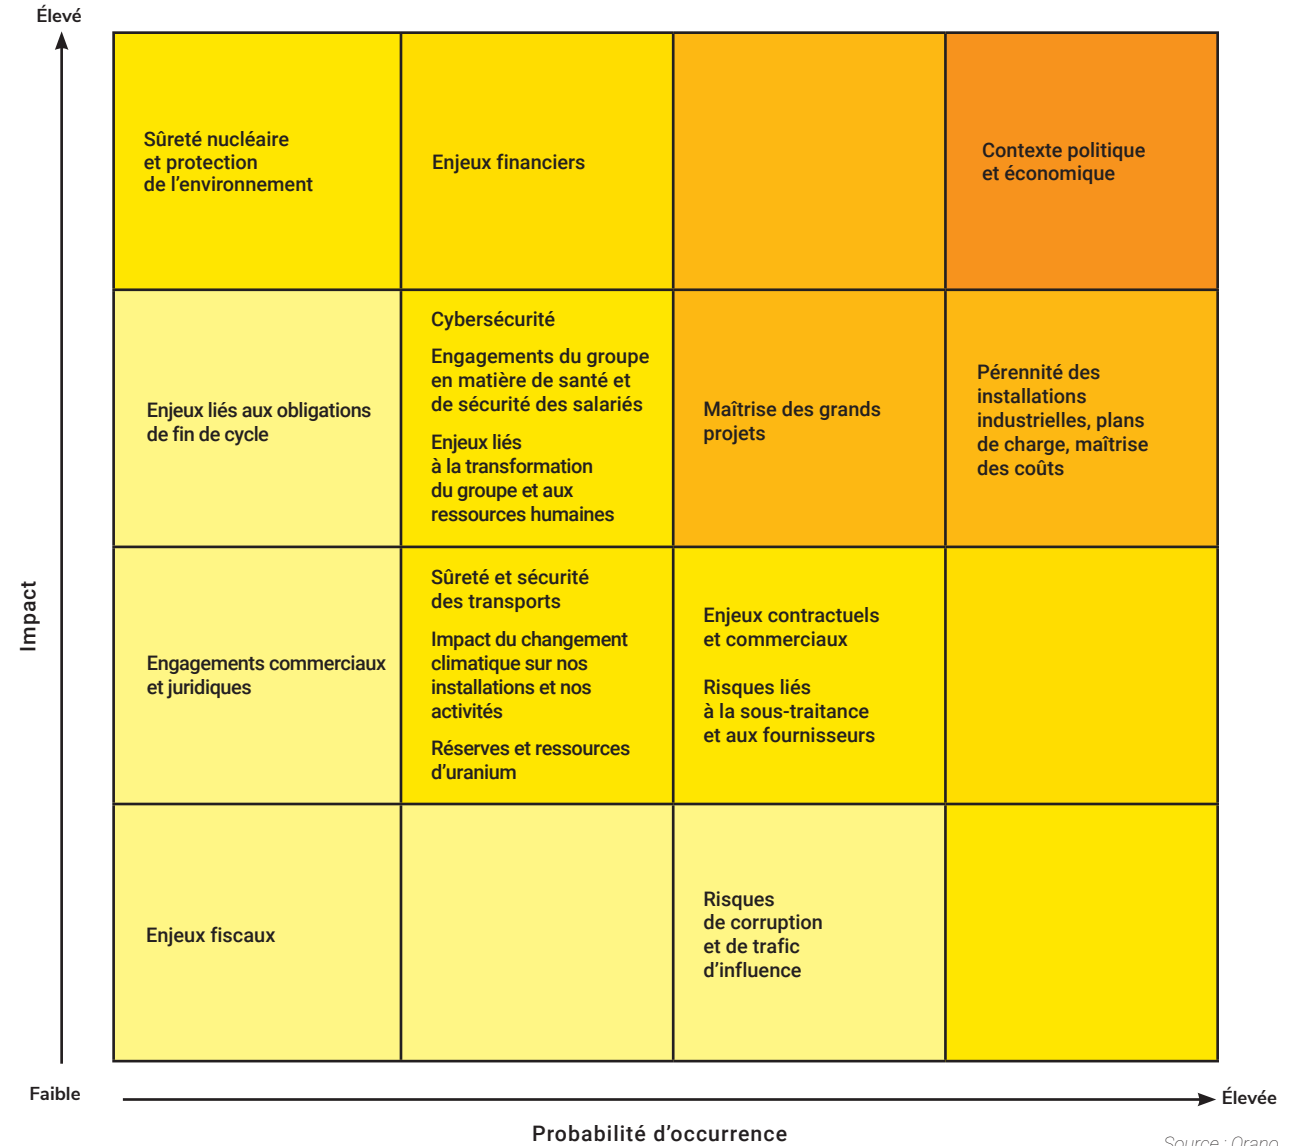 Élevé
Sûreté nucléaire
et protection
de l’environnement
Enjeux financiers
Contexte politique
et économique
Enjeux liés aux obligations
de fin de cycle
Cybersécurité
Engagements du groupe
en matière de santé et
de sécurité des salariés
Enjeux liés
à la transformation
du groupe et aux
ressources humaines
Maîtrise des grands
projets
Pérennité des
installations
industrielles, plans
de charge, maîtrise
des coûts
Impact
Engagements commerciaux
et juridiques
Sûreté et sécurité
des transports
Impact du changement
climatique sur nos
installations et nos
activités
Réserves et ressources
d’uranium
Enjeux contractuels
et commerciaux
Risques liés
à la sous-traitance
et aux fournisseurs
Enjeux fiscaux
Risques
de corruption
et de trafic
d’influence
Faible
Élevée
Probabilité d’occurrence
Source : Orano